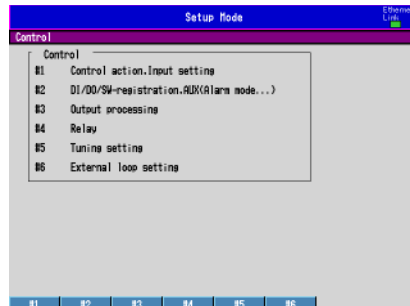 Setup Mode
Ethernet
Link
Control
Control
#1 Control action.Input setting
#2 DI/DO/SW-registration.AUX(Alarm mode...)
#3 Output processing
#4 Relay
#5 Tuning setting
#6 External loop setting
#1 #2 #3 #4 #5 #6